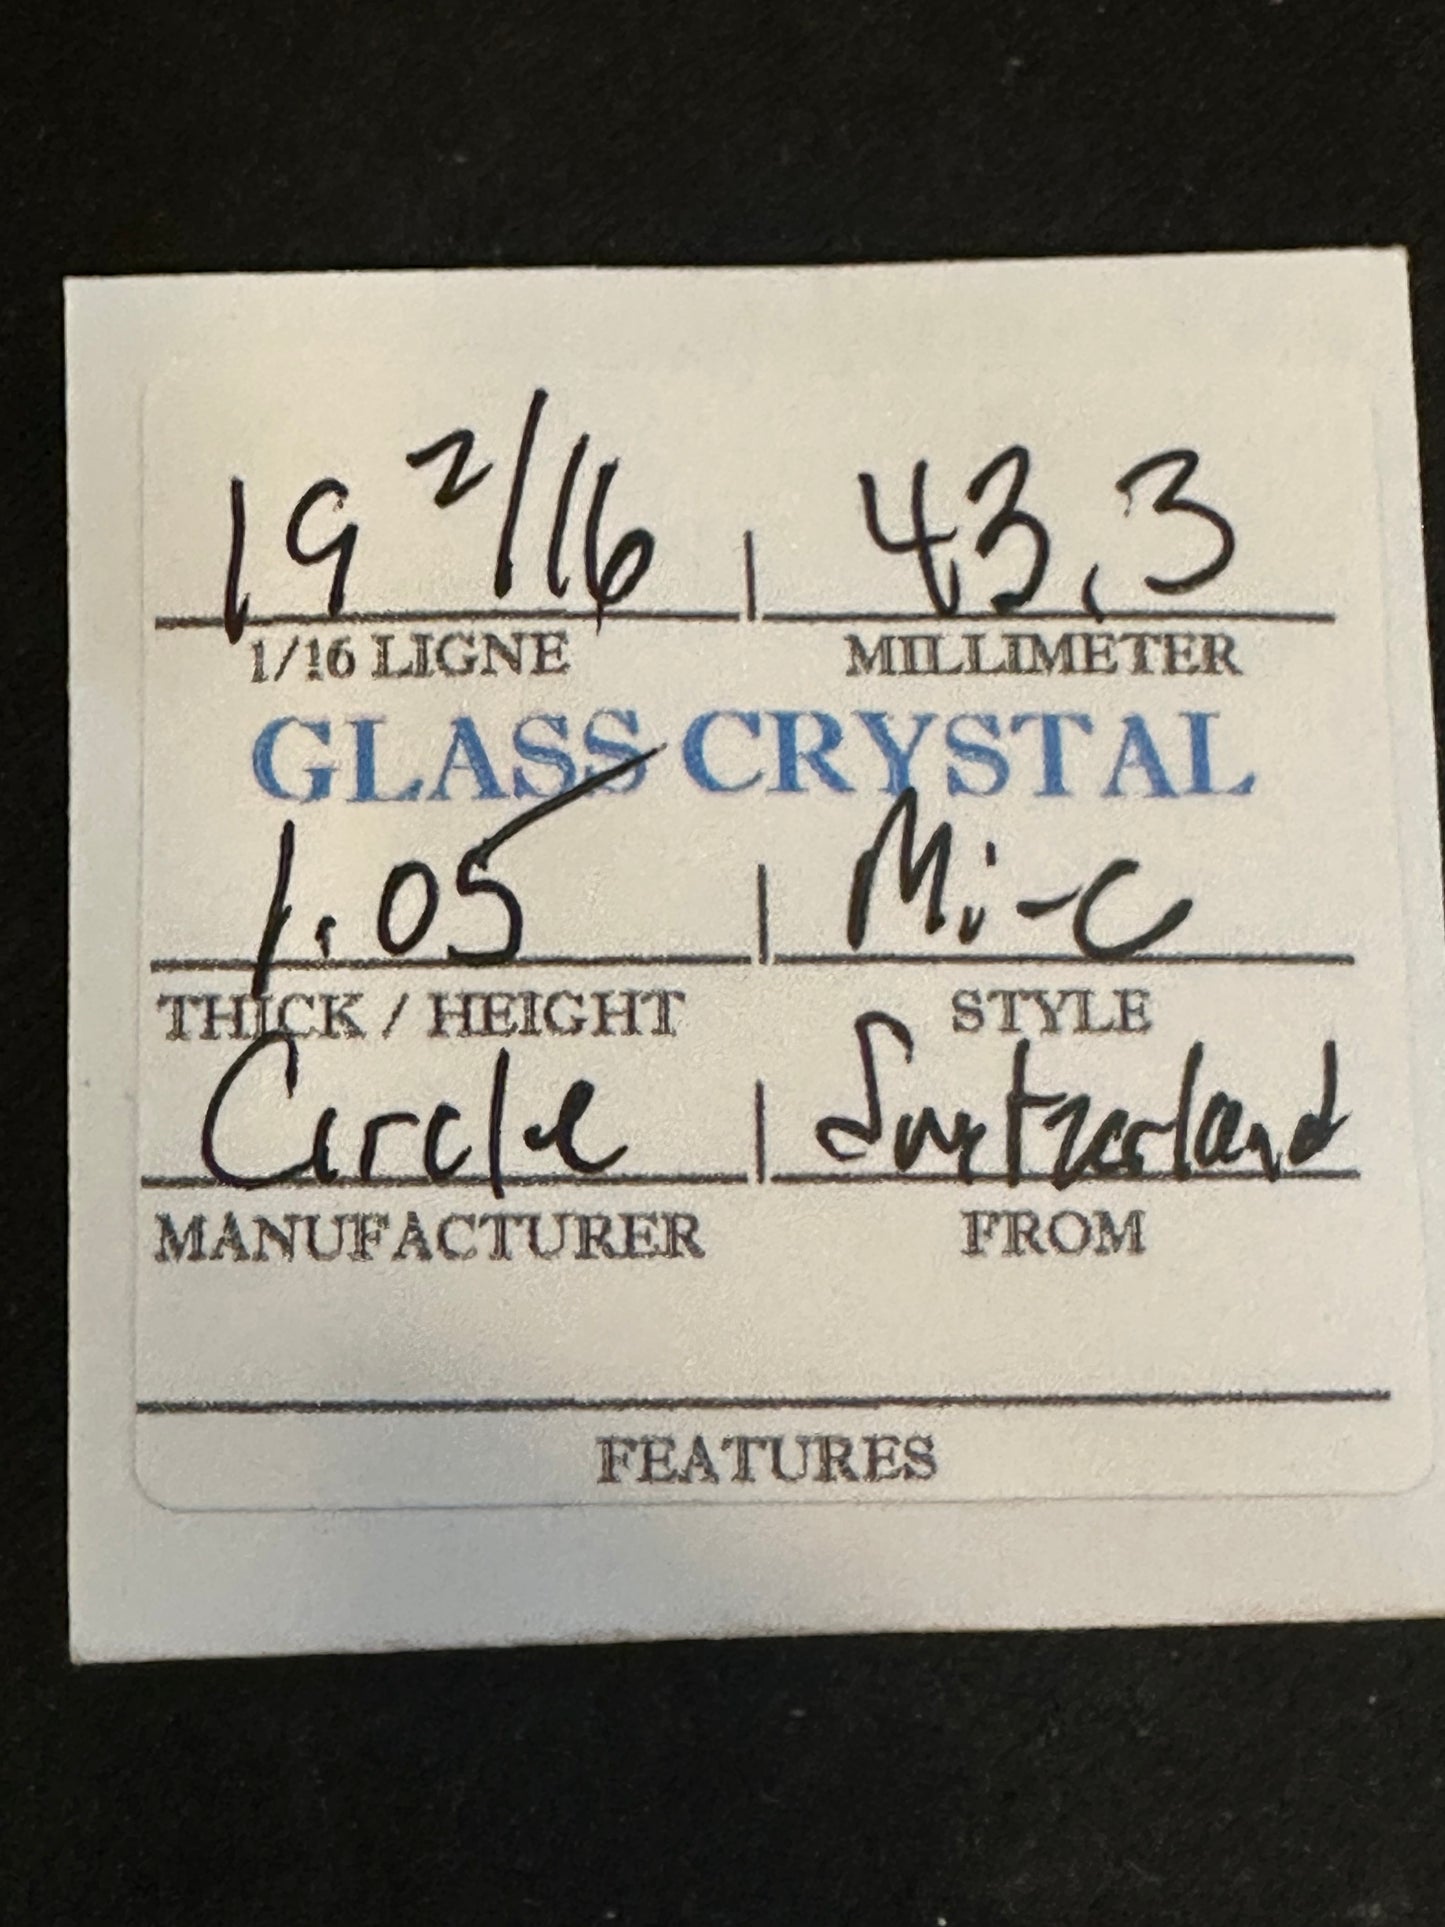 19 2/16 | 43.3
1/16 LIGNE MILLIMETER
GLASS CRYSTAL
1.05 | Mi-C
THICK / HEIGHT STYLE
Circle | Switzerland
MANUFACTURER FROM
FEATURES